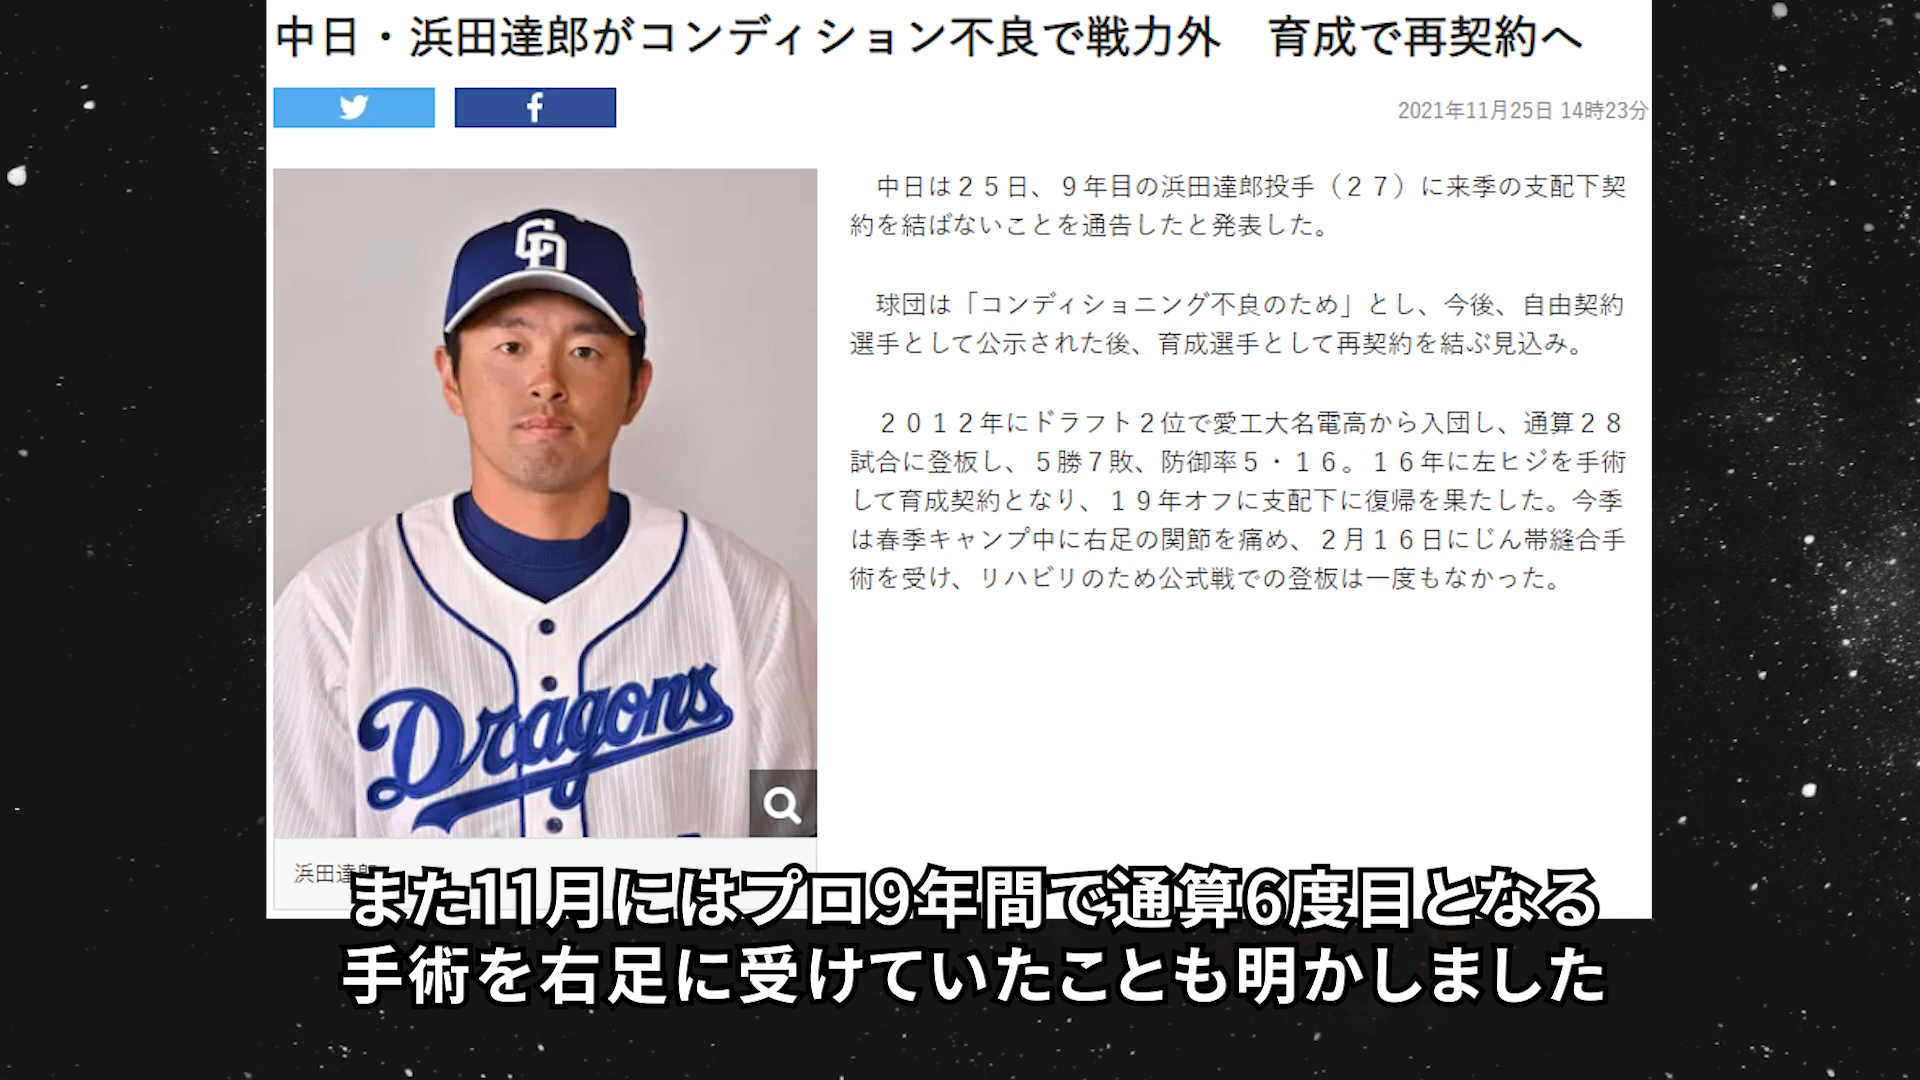 中日・浜田達郎がコンディション不良で戦力外　育成で再契約へ
2021年11月25日 14時23分
中日は２５日、９年目の浜田達郎投手（２７）に来季の支配下契
約を結ばないことを通告したと発表した。
球団は「コンディショニング不良のため」とし、今後、自由契約
選手として公示された後、育成選手として再契約を結ぶ見込み。
２０１２年にドラフト２位で愛工大名電高から入団し、通算２８
試合に登板し、５勝７敗、防御率５・１６。１６年に左ヒジを手術
して育成契約となり、１９年オフに支配下に復帰を果たした。今季
は春季キャンプ中に右足の関節を痛め、２月１６日にじん帯縫合手
術を受け、リハビリのため公式戦での登板は一度もなかった。
CD
Dragons
浜田達郎
また11月にはプロ9年間で通算6度目となる
手術を右足に受けていたことも明かしました